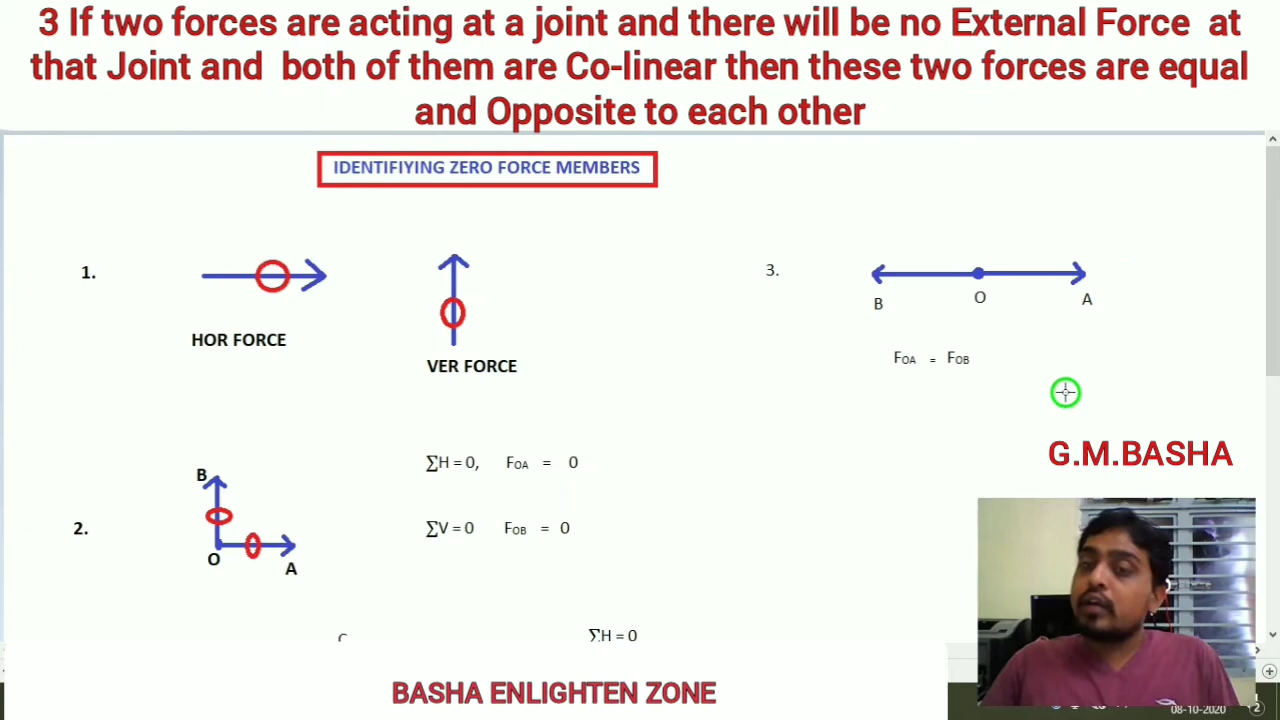 3 If two forces are acting at a joint and there will be no External Force at
that Joint and both of them are Co-linear then these two forces are equal
and Opposite to each other
IDENTIFIYING ZERO FORCE MEMBERS
1.
HOR FORCE
VER FORCE
3.
B
O
A
FOA = FOB
G.M.BASHA
2.
B
O
A
∑H = 0, FOA = 0
∑V = 0 FOB = 0
C
∑H = 0
BASHA ENLIGHTEN ZONE
08-10-2020
2